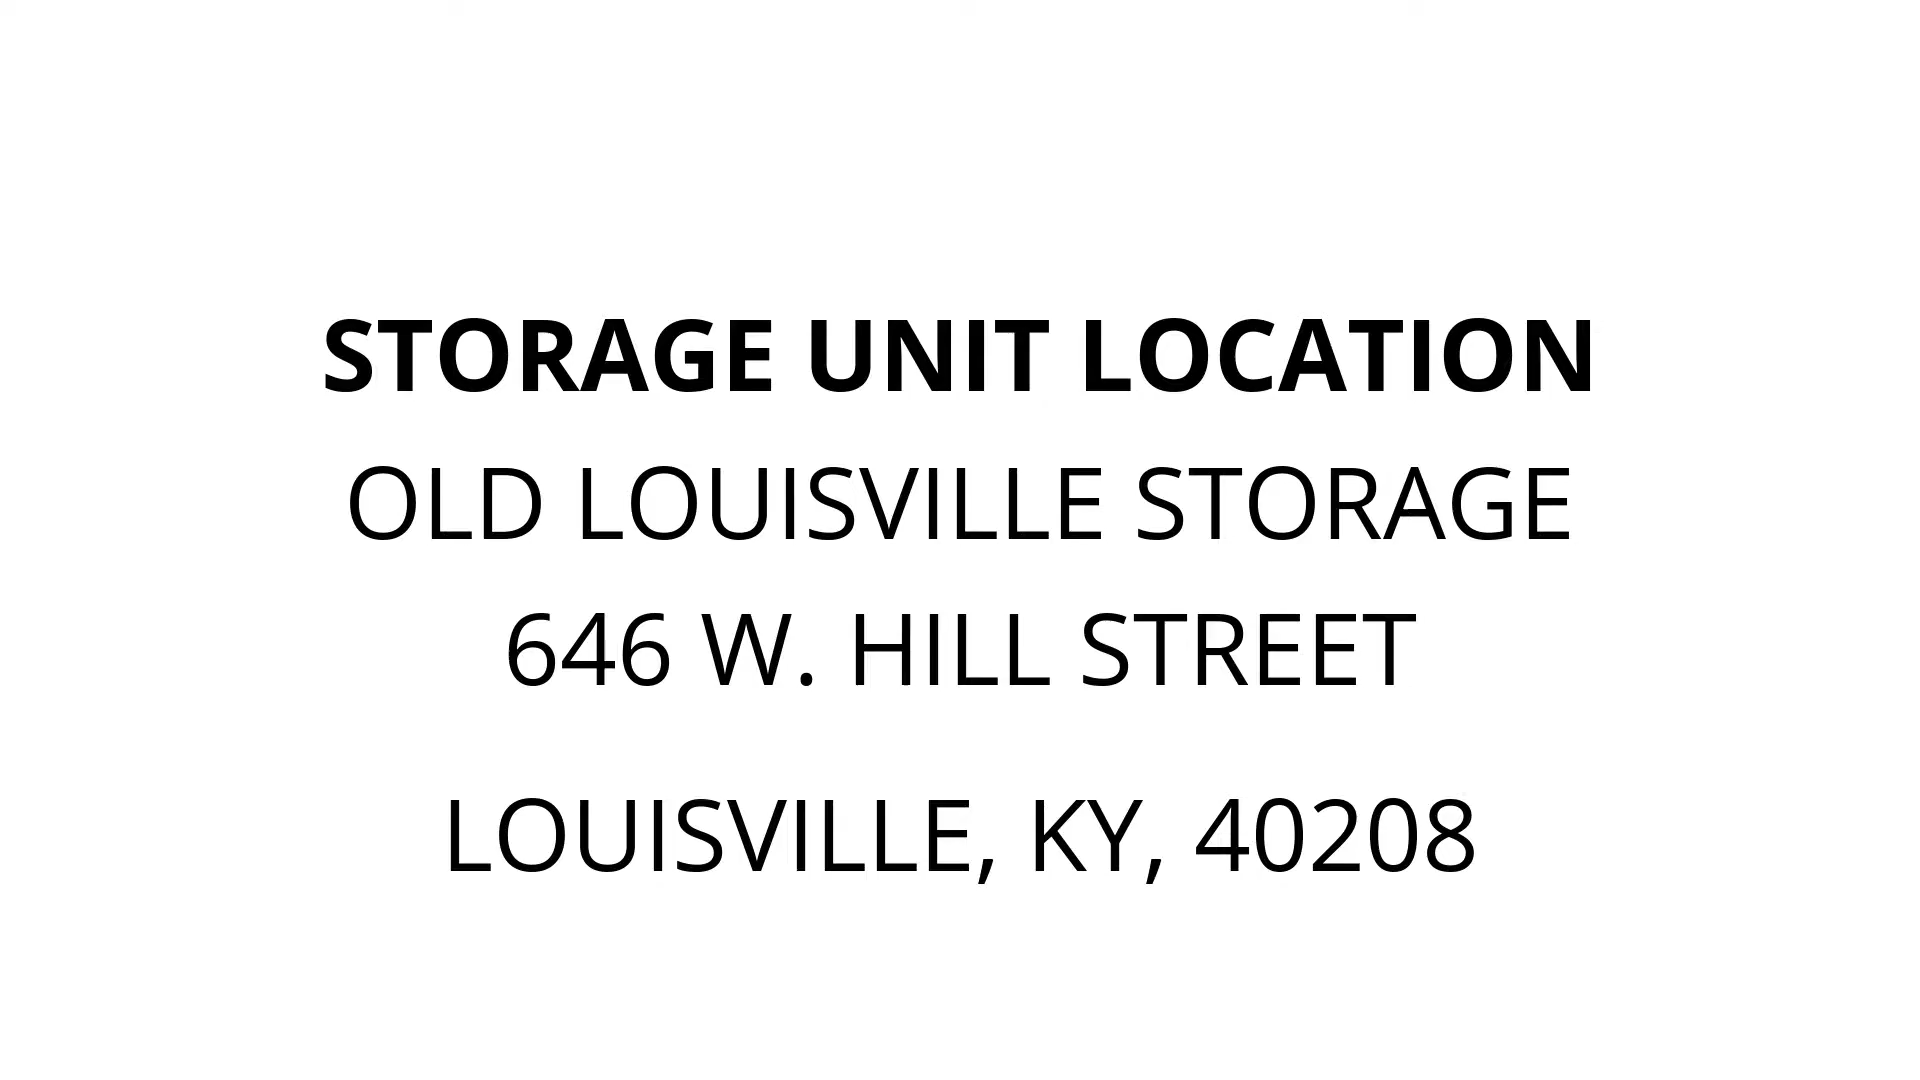 STORAGE UNIT LOCATION
OLD LOUISVILLE STORAGE
646 W. HILL STREET
LOUISVILLE, KY, 40208